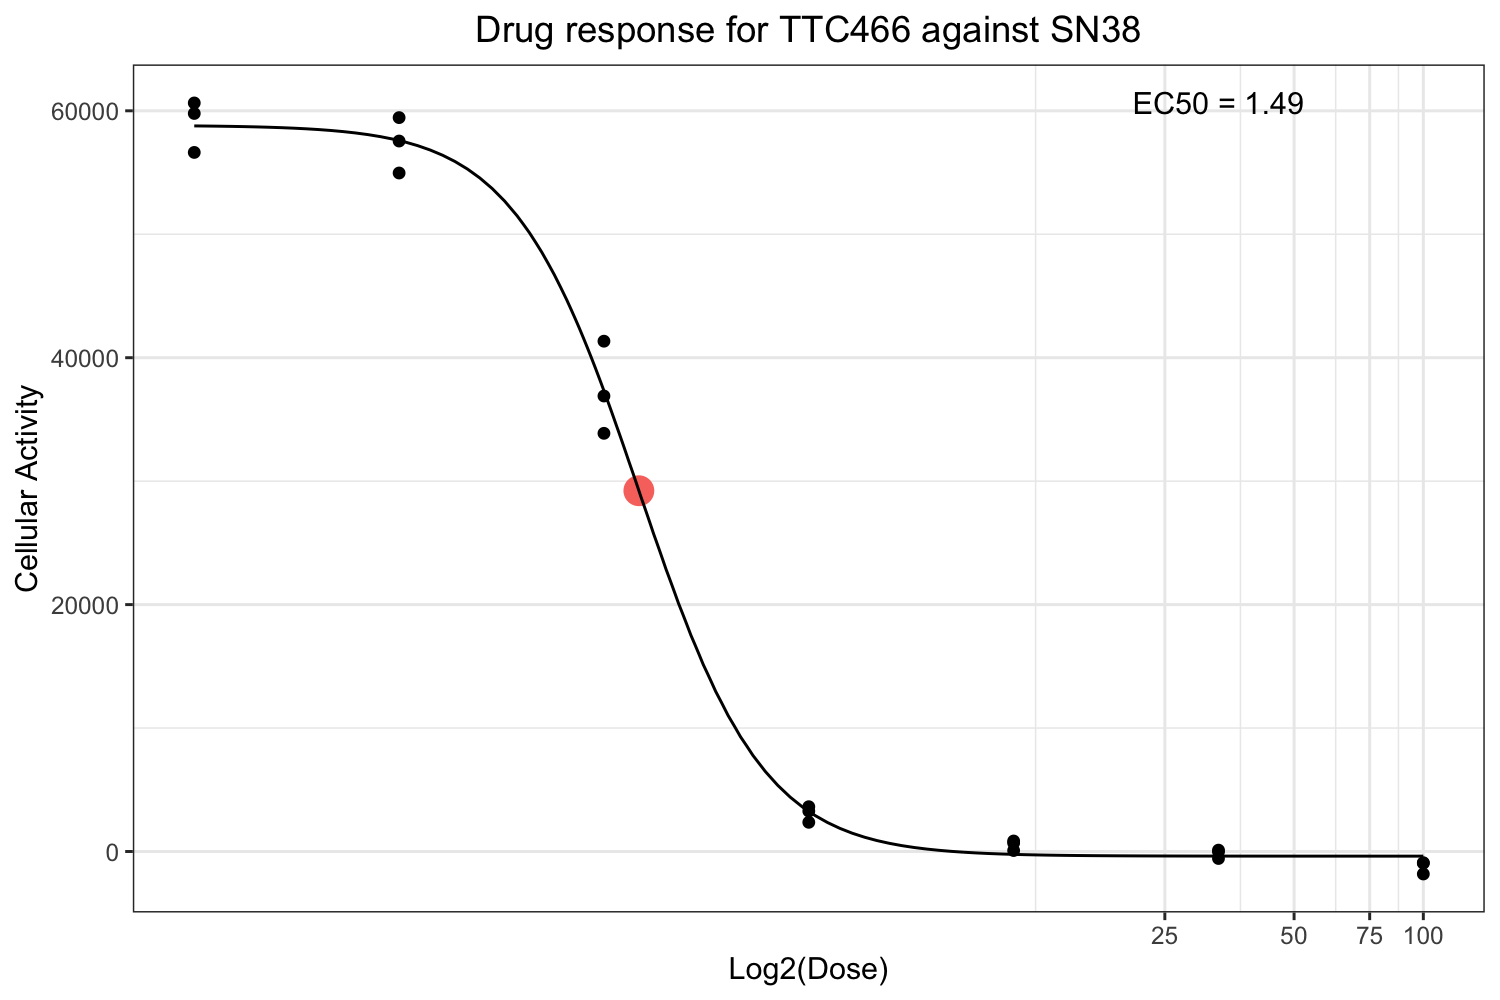 Drug response for TTC466 against SN38
EC50 = 1.49
60000
40000
20000
0
Cellular Activity
25 50 75 100
Log2(Dose)